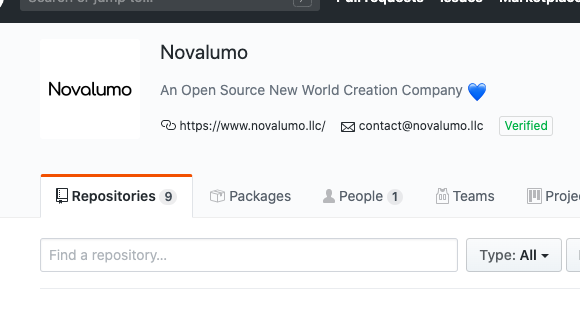 Search or jump to...
/
Pull requests Issues Marketplace
Novalumo
Novalumo
An Open Source New World Creation Company 💙
https://www.novalumo.llc/ contact@novalumo.llc Verified
Repositories 9 Packages People 1 Teams Proje
Find a repository... Type: All